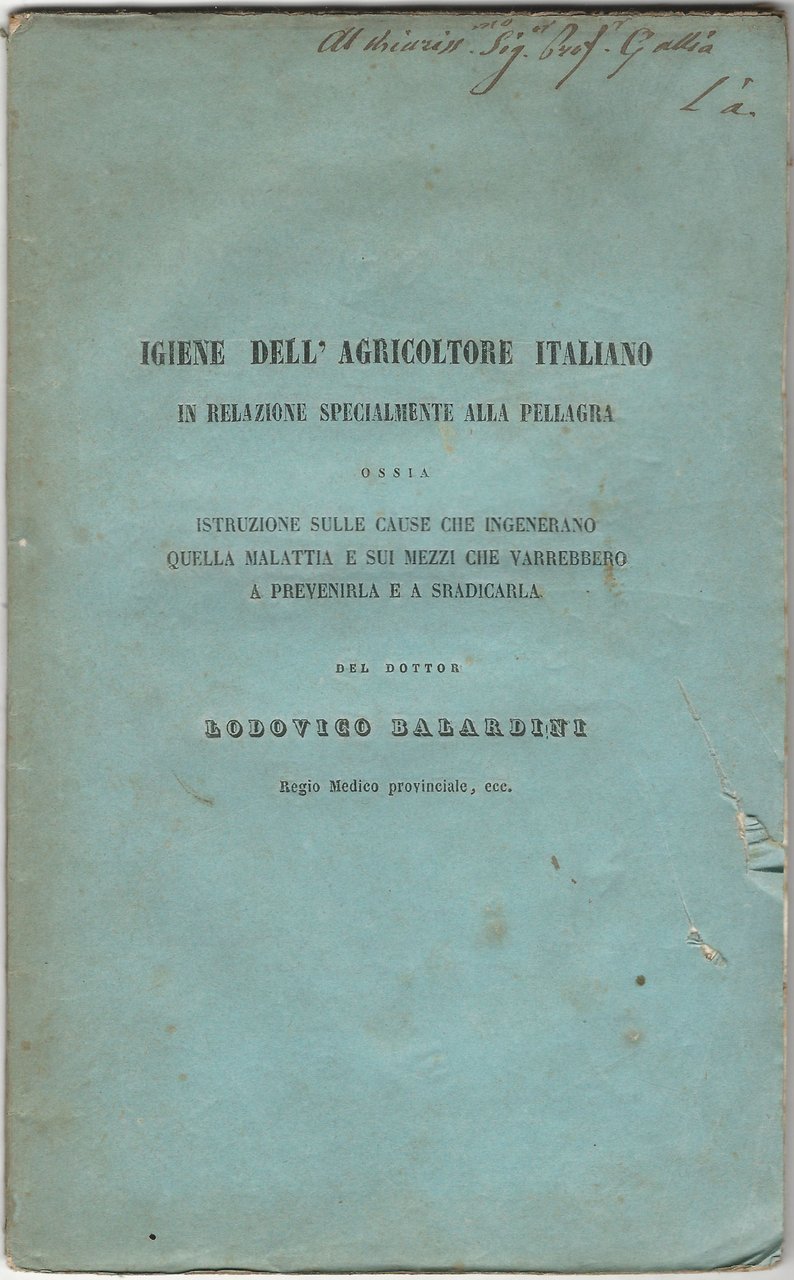 Al chiariss.mo Sig.or Prof.r Gallia
L'a.
IGIENE DELL' AGRICOLTORE ITALIANO
IN RELAZIONE SPECIALMENTE ALLA PELLAGRA
OSSIA
ISTRUZIONE SULLE CAUSE CHE INGENERANO
QUELLA MALATTIA E SUI MEZZI CHE VARREBBERO
A PREVENIRLA E A SRADICARLA.
DEL DOTTOR
LODOVICO BALARDINI
Regio Medico provinciale, ecc.